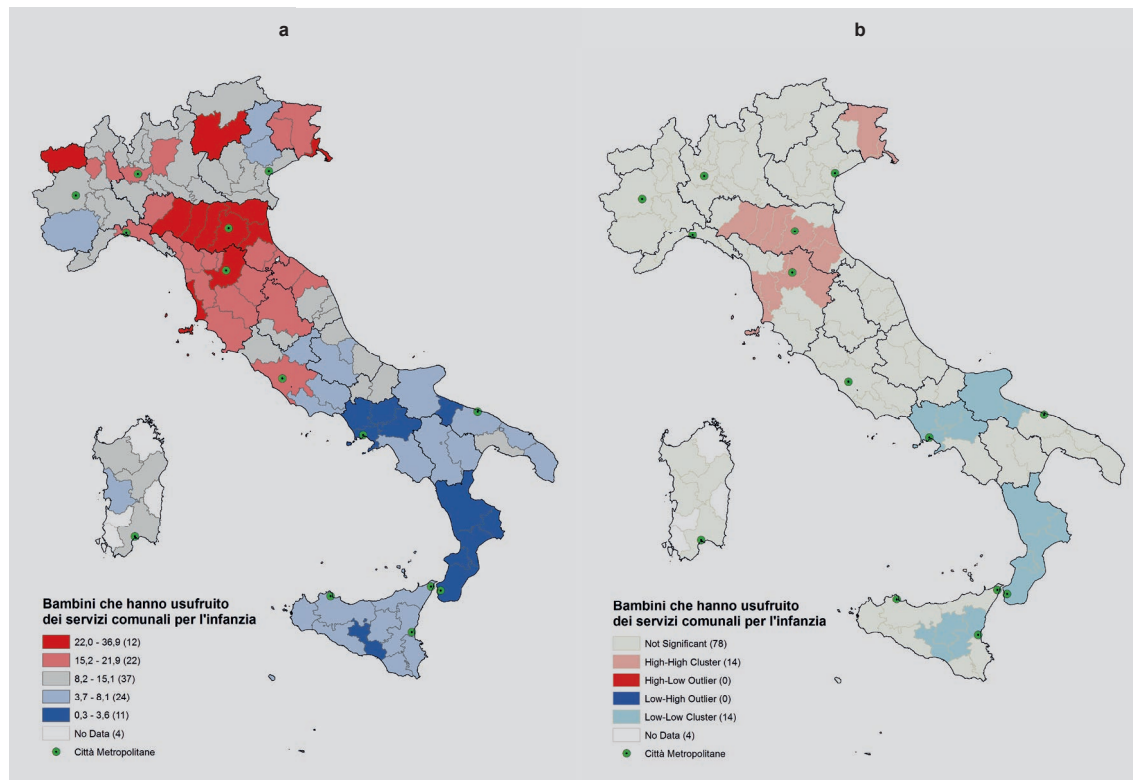 a
Bambini che hanno usufruito
dei servizi comunali per l'infanzia
22,0 - 36,9 (12)
15,2 - 21,9 (22)
8,2 - 15,1 (37)
3,7 - 8,1 (24)
0,3 - 3,6 (11)
No Data (4)
Città Metropolitane
b
Bambini che hanno usufruito
dei servizi comunali per l'infanzia
Not Significant (78)
High-High Cluster (14)
High-Low Outlier (0)
Low-High Outlier (0)
Low-Low Cluster (14)
No Data (4)
Città Metropolitane